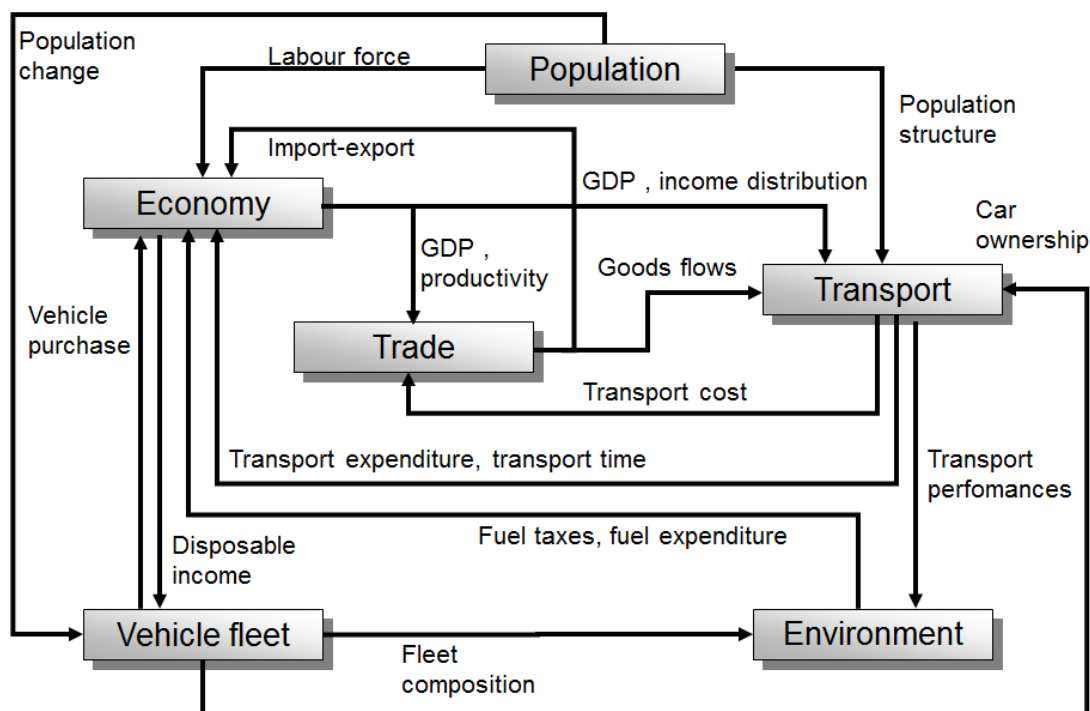 Population
change
Labour force
Population
Population
structure
Import-export
Economy
GDP , income distribution
Car
ownership
GDP ,
productivity
Goods flows
Transport
Vehicle
purchase
Trade
Transport cost
Transport expenditure, transport time
Transport
perfomances
Fuel taxes, fuel expenditure
Disposable
income
Vehicle fleet
Environment
Fleet
composition